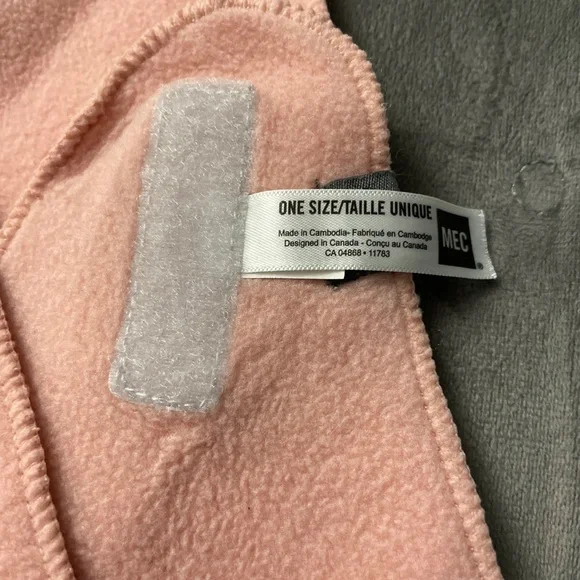 ONE SIZE/TAILLE UNIQUE
Made in Cambodia- Fabriqué en Cambodge
Designed in Canada - Conçu au Canada
CA 04868 • 11783
MEC
®